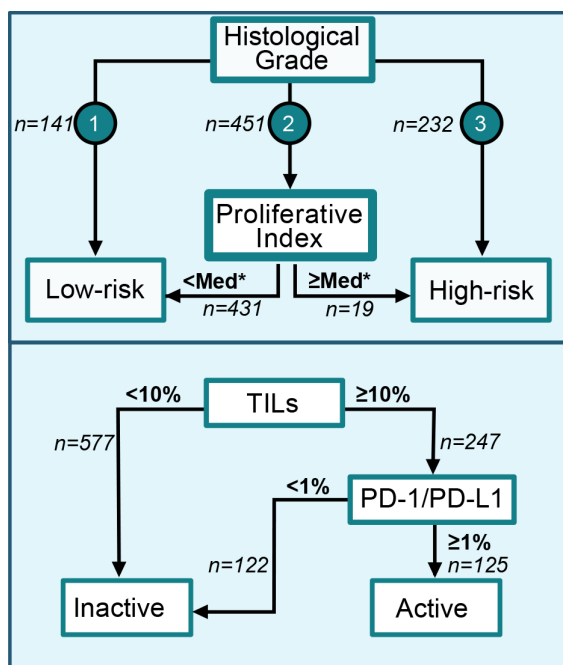 Histological
Grade
n=141
1
n=451
2
n=232
3
Proliferative
Index
Low-risk
<Med*
n=431
≥Med*
n=19
High-risk
<10%
TILs
≥10%
n=577
n=247
<1%
PD-1/PD-L1
≥1%
n=122
n=125
Inactive
Active